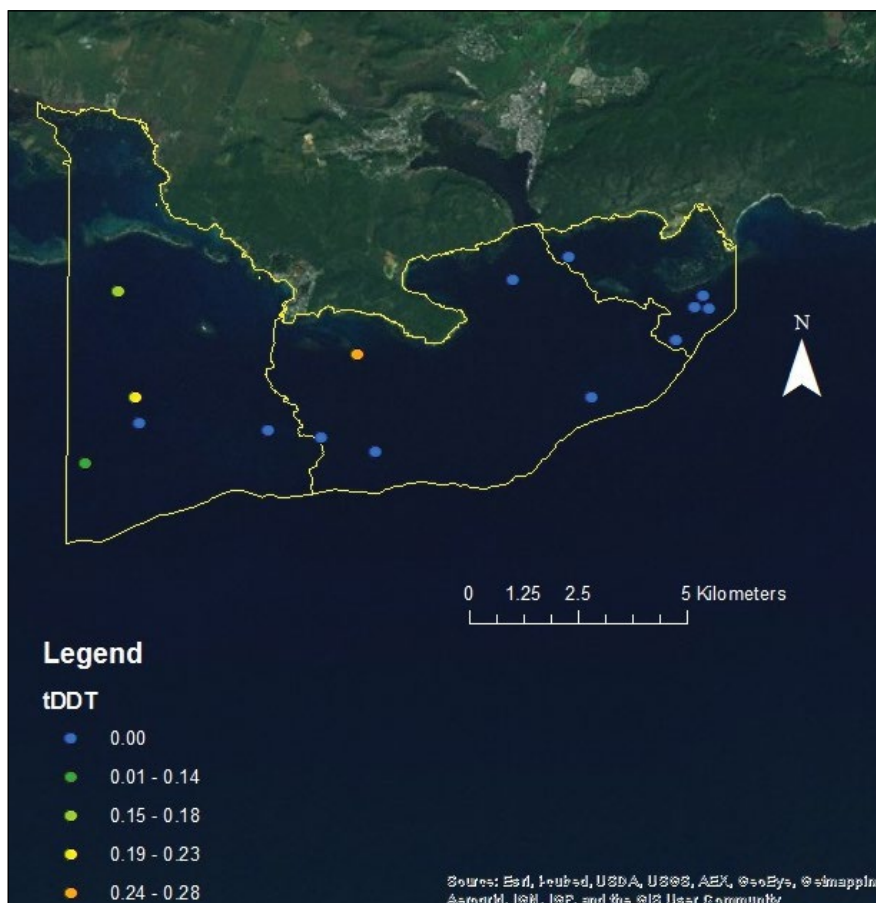 N
0 1.25 2.5 5 Kilometers
Legend
tDDT
0.00
0.01 - 0.14
0.15 - 0.18
0.19 - 0.23
0.24 - 0.28
Source: Esri, USDA, USGS, AEX, GeoEye,
and the GIS User Community